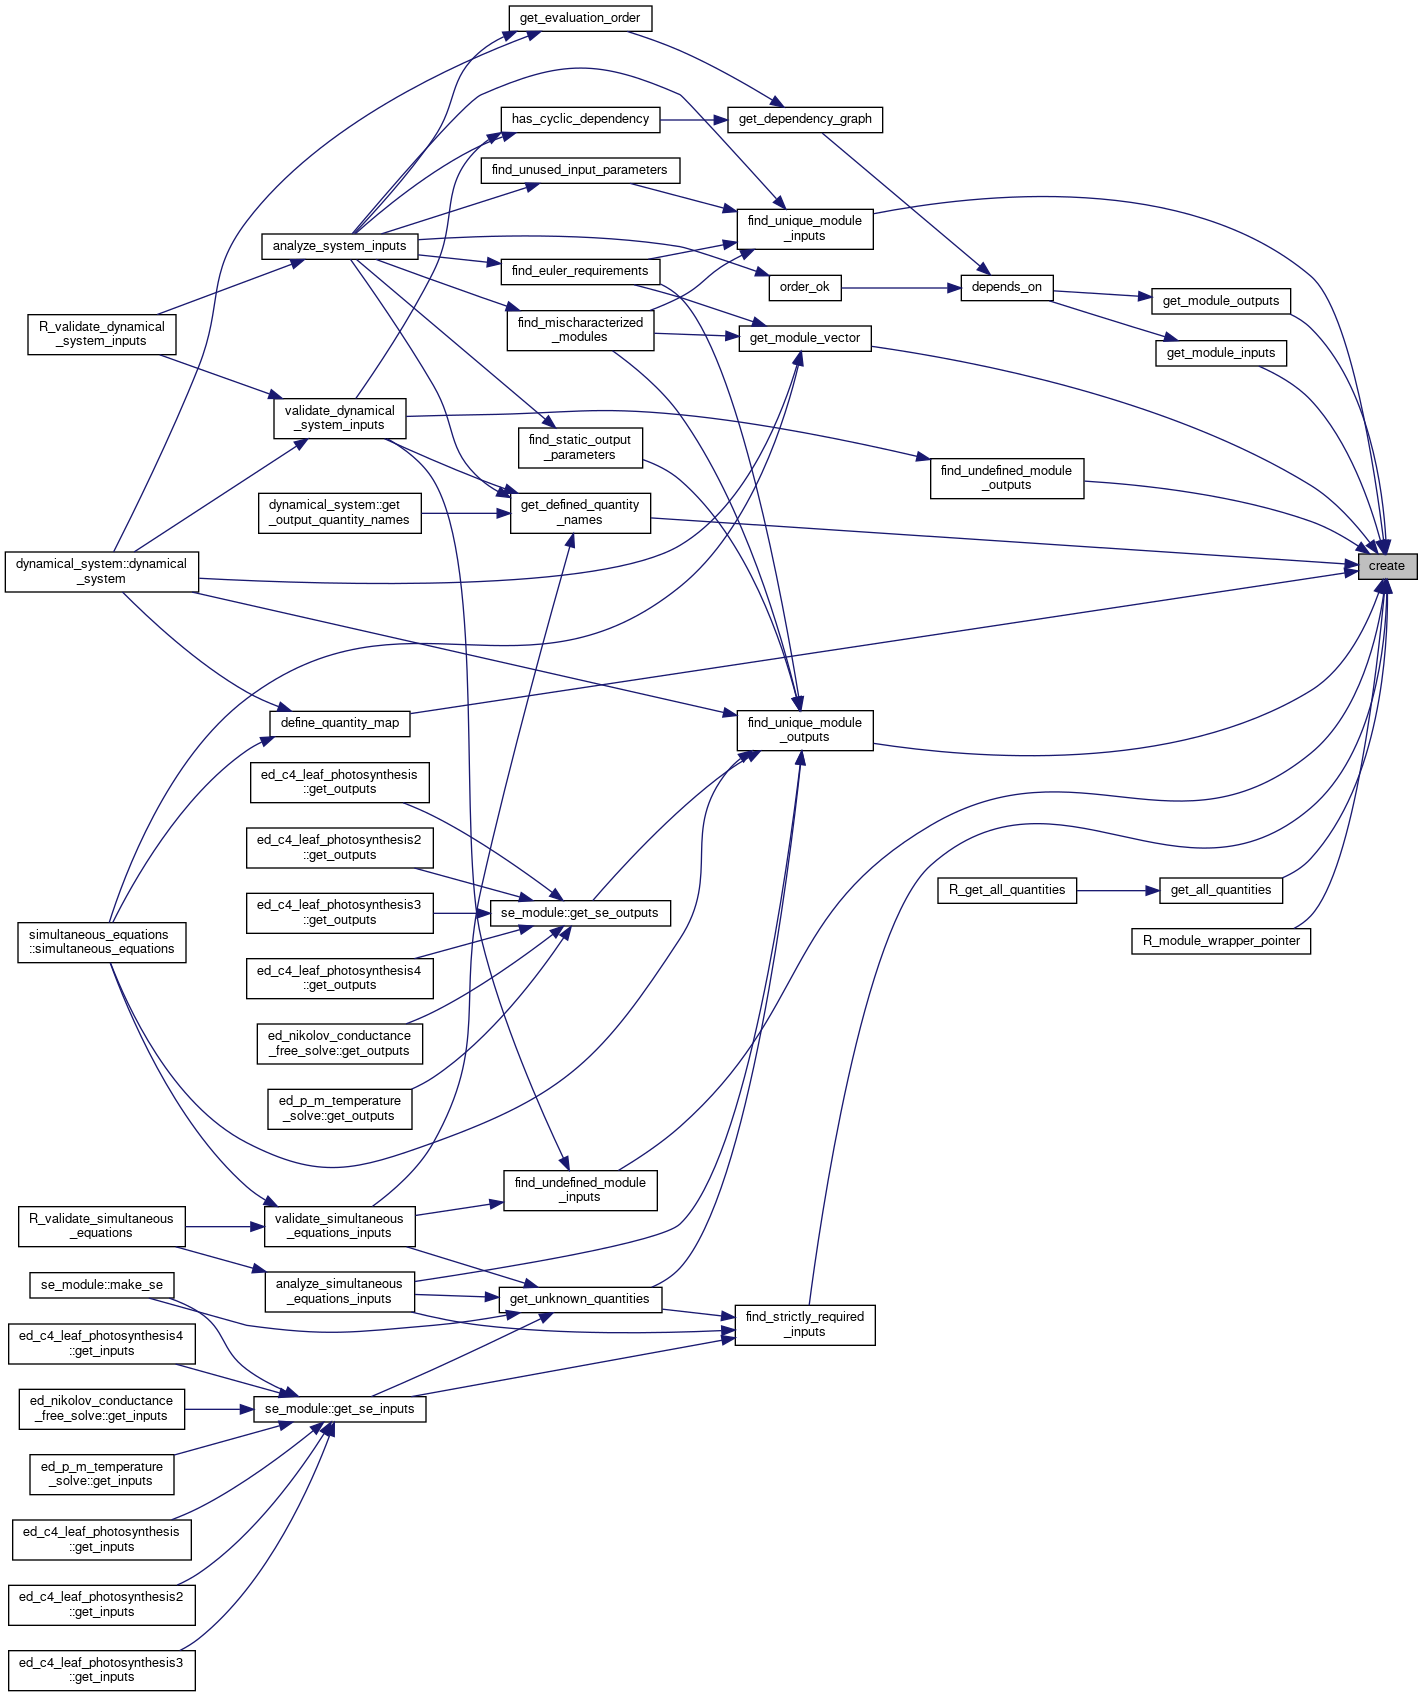 get_evaluation_order
has_cyclic_dependency
get_dependency_graph
find_unused_input_parameters
find_unique_module
_inputs
analyze_system_inputs
find_euler_requirements
order_ok
depends_on
get_module_outputs
R_validate_dynamical
_system_inputs
find_mischaracterized
_modules
get_module_vector
get_module_inputs
validate_dynamical
_system_inputs
find_static_output
_parameters
find_undefined_module
_outputs
dynamical_system::get
_output_quantity_names
get_defined_quantity
_names
dynamical_system::dynamical
_system
create
define_quantity_map
find_unique_module
_outputs
ed_c4_leaf_photosynthesis
::get_outputs
ed_c4_leaf_photosynthesis2
::get_outputs
ed_c4_leaf_photosynthesis3
::get_outputs
se_module::get_se_outputs
R_get_all_quantities
get_all_quantities
simultaneous_equations
::simultaneous_equations
R_module_wrapper_pointer
ed_c4_leaf_photosynthesis4
::get_outputs
ed_nikolov_conductance
_free_solve::get_outputs
ed_p_m_temperature
_solve::get_outputs
find_undefined_module
_inputs
R_validate_simultaneous
_equations
validate_simultaneous
_equations_inputs
se_module::make_se
analyze_simultaneous
_equations_inputs
get_unknown_quantities
find_strictly_required
_inputs
ed_c4_leaf_photosynthesis4
::get_inputs
ed_nikolov_conductance
_free_solve::get_inputs
se_module::get_se_inputs
ed_p_m_temperature
_solve::get_inputs
ed_c4_leaf_photosynthesis
::get_inputs
ed_c4_leaf_photosynthesis2
::get_inputs
ed_c4_leaf_photosynthesis3
::get_inputs